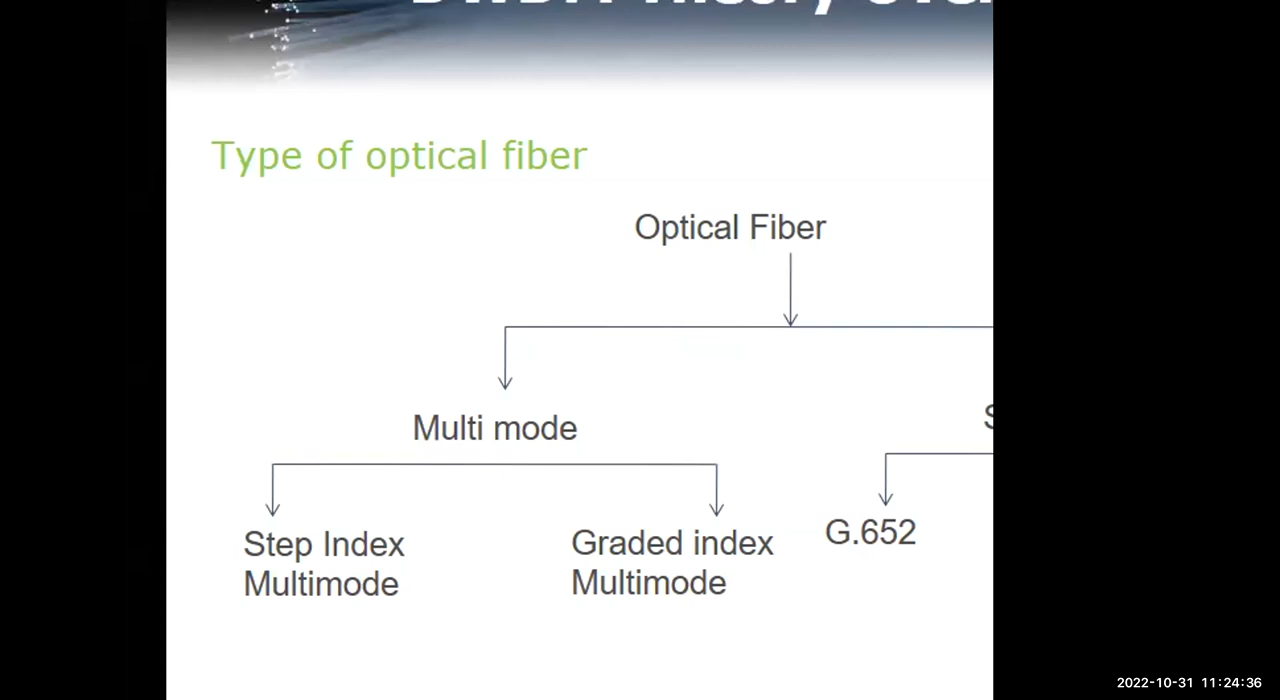 Type of optical fiber
Optical Fiber
Multi mode
G.652
Step Index
Multimode
Graded index
Multimode
2022-10-31 11:24:36